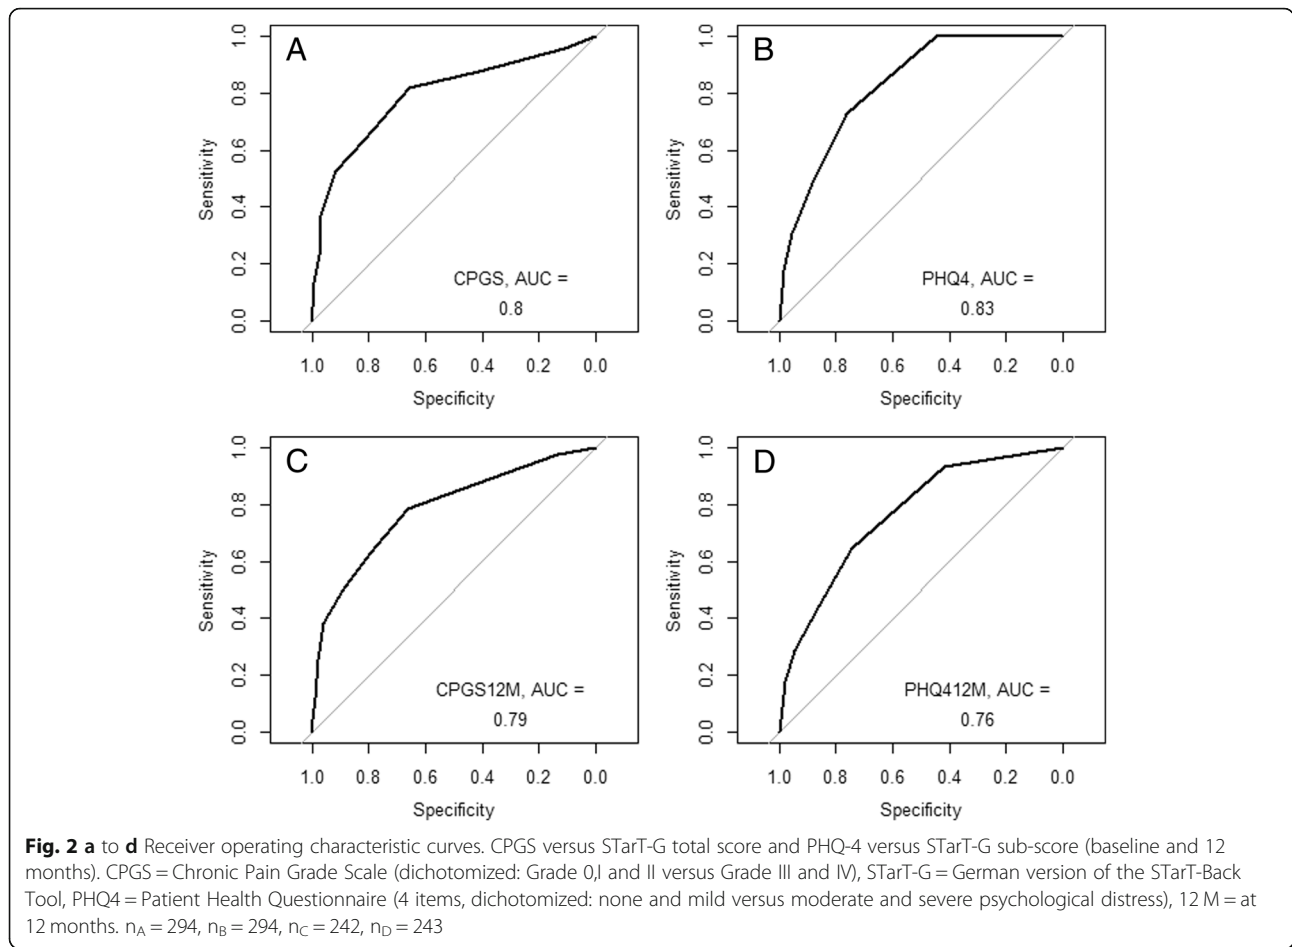 A
1.0
0.8
0.6
0.4
0.2
0.0
Sensitivity
CPGS, AUC =
0.8
1.0 0.8 0.6 0.4 0.2 0.0
Specificity
B
1.0
0.8
0.6
0.4
0.2
0.0
Sensitivity
PHQ4, AUC =
0.83
1.0 0.8 0.6 0.4 0.2 0.0
Specificity
C
1.0
0.8
0.6
0.4
0.2
0.0
Sensitivity
CPGS12M, AUC =
0.79
1.0 0.8 0.6 0.4 0.2 0.0
Specificity
D
1.0
0.8
0.6
0.4
0.2
0.0
Sensitivity
PHQ412M, AUC =
0.76
1.0 0.8 0.6 0.4 0.2 0.0
Specificity
Fig. 2 a to d Receiver operating characteristic curves. CPGS versus STarT-G total score and PHQ-4 versus STarT-G sub-score (baseline and 12
months). CPGS = Chronic Pain Grade Scale (dichotomized: Grade 0,I and II versus Grade III and IV), STarT-G = German version of the STarT-Back
Tool, PHQ4 = Patient Health Questionnaire (4 items, dichotomized: none and mild versus moderate and severe psychological distress), 12 M = at
12 months. nA = 294, nB = 294, nC = 242, nD = 243